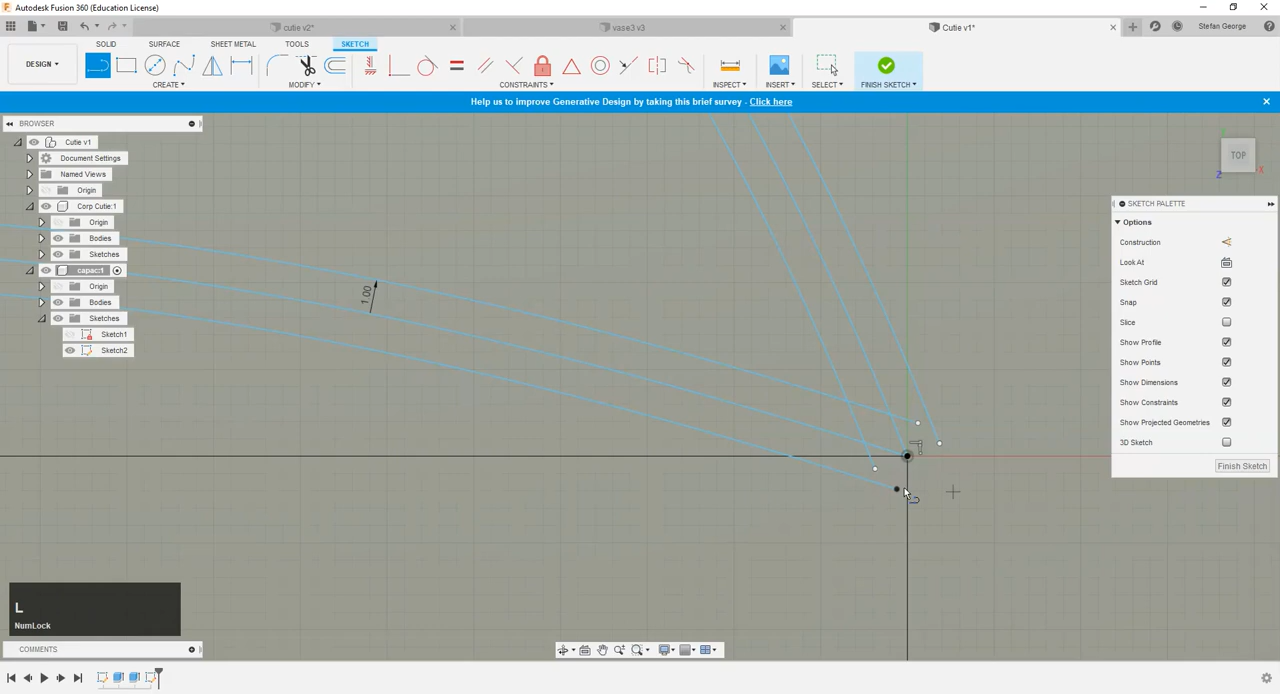 Autodesk Fusion 360 (Education License)
cutie v2*
vase3 v3
Cutie v1*
Stefan George
DESIGN
SOLID
SURFACE
SHEET METAL
TOOLS
SKETCH
CREATE
MODIFY
CONSTRAINTS
INSPECT
INSERT
SELECT
FINISH SKETCH
Help us to improve Generative Design by taking this brief survey - Click here
BROWSER
Cutie v1
Document Settings
Named Views
Origin
Corp Cutie:1
Origin
Bodies
Sketches
capac:1
Origin
Bodies
Sketches
Sketch1
Sketch2
1.00
TOP
Z
X
SKETCH PALETTE
Options
Construction
Look At
Sketch Grid
Snap
Slice
Show Profile
Show Points
Show Dimensions
Show Constraints
Show Projected Geometries
3D Sketch
Finish Sketch
L
NumLock
COMMENTS